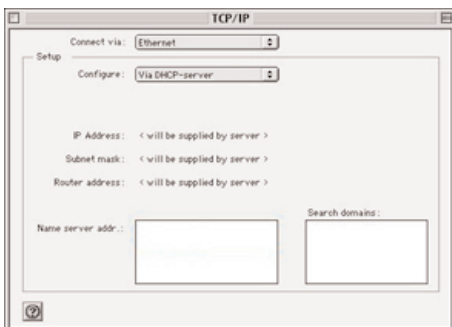 TCP/IP
Connect via: Ethernet
Setup
Configure: Via DHCP-server
IP Address: < will be supplied by server >
Subnet mask: < will be supplied by server >
Router address: < will be supplied by server >
Search domains:
Name server addr.:
?